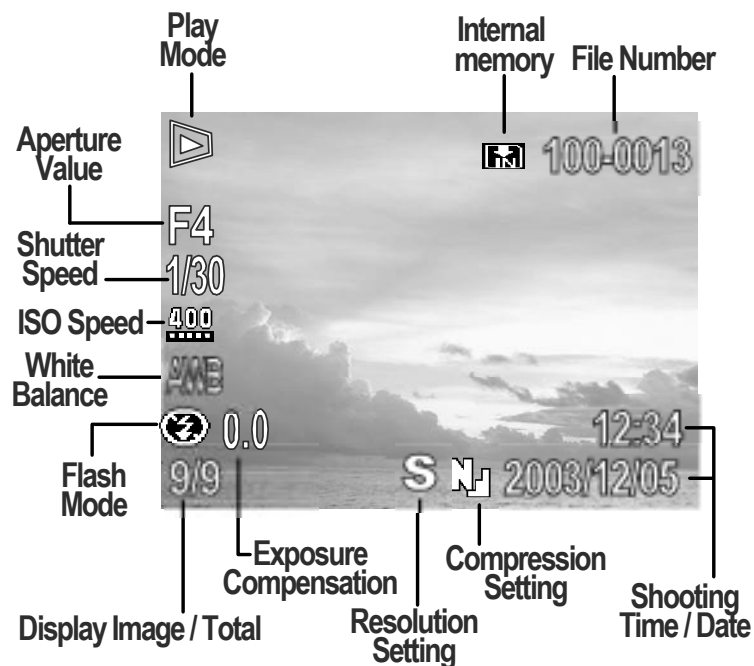 Play
Mode
Internal
memory
File Number
100-0013
Aperture
Value
F4
Shutter
Speed
1/30
ISO Speed
400
White
Balance
AWB
0.0
12:34
Flash
Mode
9/9
S
N
2003/12/05
Exposure
Compensation
Compression
Setting
Display Image / Total
Resolution
Setting
Shooting
Time / Date